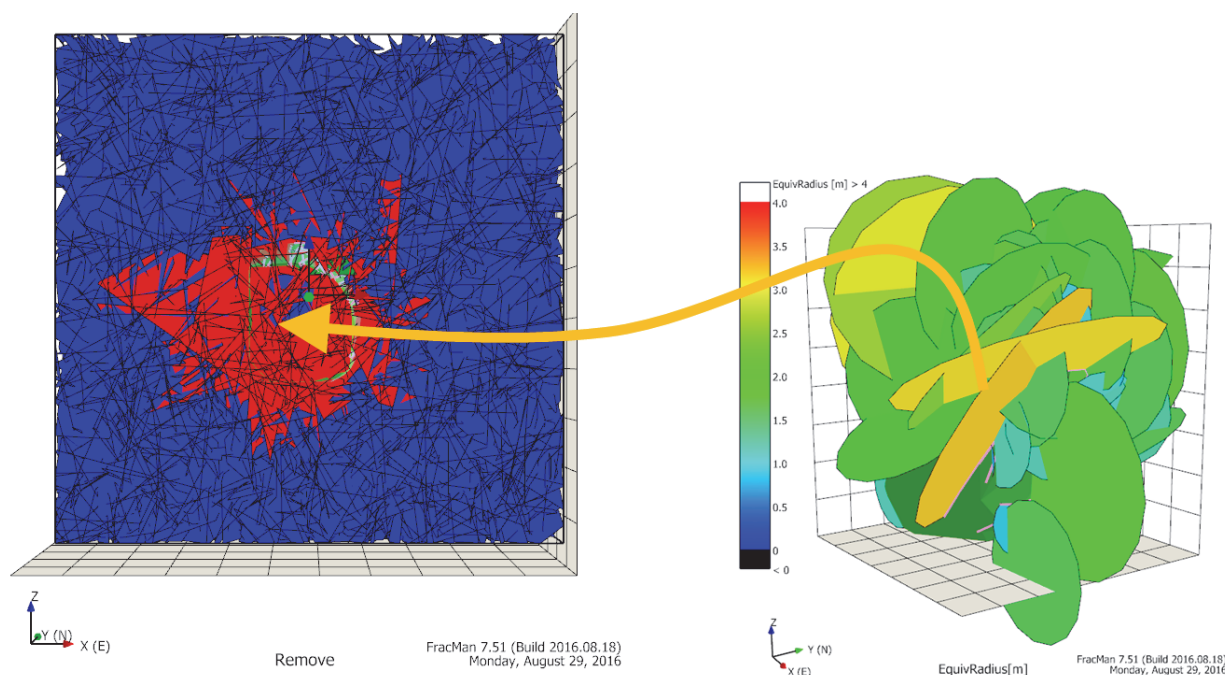 Z
Y (N)
X (E)
Remove
FracMan 7.51 (Build 2016.08.18)
Monday, August 29, 2016
EquivRadius [m] > 4
4.0
3.5
3.0
2.5
2.0
1.5
1.0
0.5
0
< 0
Z
Y (N)
X (E)
EquivRadius[m]
FracMan 7.51 (Build 2016.08.18)
Monday, August 29, 2016